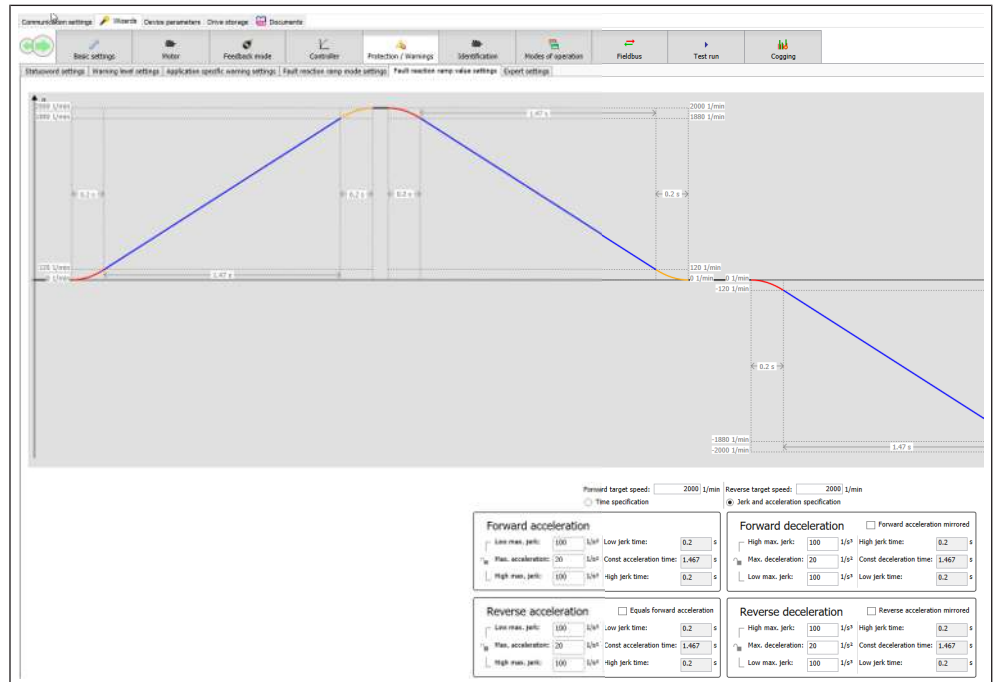 Communication settings Wizards Device parameters Drive storage Documents
Basic settings Motor Feedback mode Controller Protection / Warnings Identification Modes of operation Fieldbus Test run Cogging
Statusword settings Warning level settings Application specific warning settings Fault reaction ramp mode settings Fault reaction ramp value settings Expert settings
n
2000 1/min 2000 1/min
1880 1/min 1.47 s 1880 1/min
0.2 s 0.2 s 0.2 s 0.2 s
120 1/min 1.47 s 120 1/min
0 1/min 0 1/min 0 1/min
-120 1/min
0.2 s
-1880 1/min
1.47 s
-2000 1/min
Forward target speed: 2000 1/min Reverse target speed: 2000 1/min
Time specification Jerk and acceleration specification
Forward acceleration
Low max. jerk: 100 1/s³ Low jerk time: 0.2 s
Max. acceleration: 20 1/s² Const acceleration time: 1.467 s
High max. jerk: 100 1/s³ High jerk time: 0.2 s
Forward deceleration Forward acceleration mirrored
High max. jerk: 100 1/s³ High jerk time: 0.2 s
Max. deceleration: 20 1/s² Const deceleration time: 1.467 s
Low max. jerk: 100 1/s³ Low jerk time: 0.2 s
Reverse acceleration Equals forward acceleration
Low max. jerk: 100 1/s³ Low jerk time: 0.2 s
Max. acceleration: 20 1/s² Const acceleration time: 1.467 s
High max. jerk: 100 1/s³ High jerk time: 0.2 s
Reverse deceleration Reverse acceleration mirrored
High max. jerk: 100 1/s³ High jerk time: 0.2 s
Max. deceleration: 20 1/s² Const deceleration time: 1.467 s
Low max. jerk: 100 1/s³ Low jerk time: 0.2 s